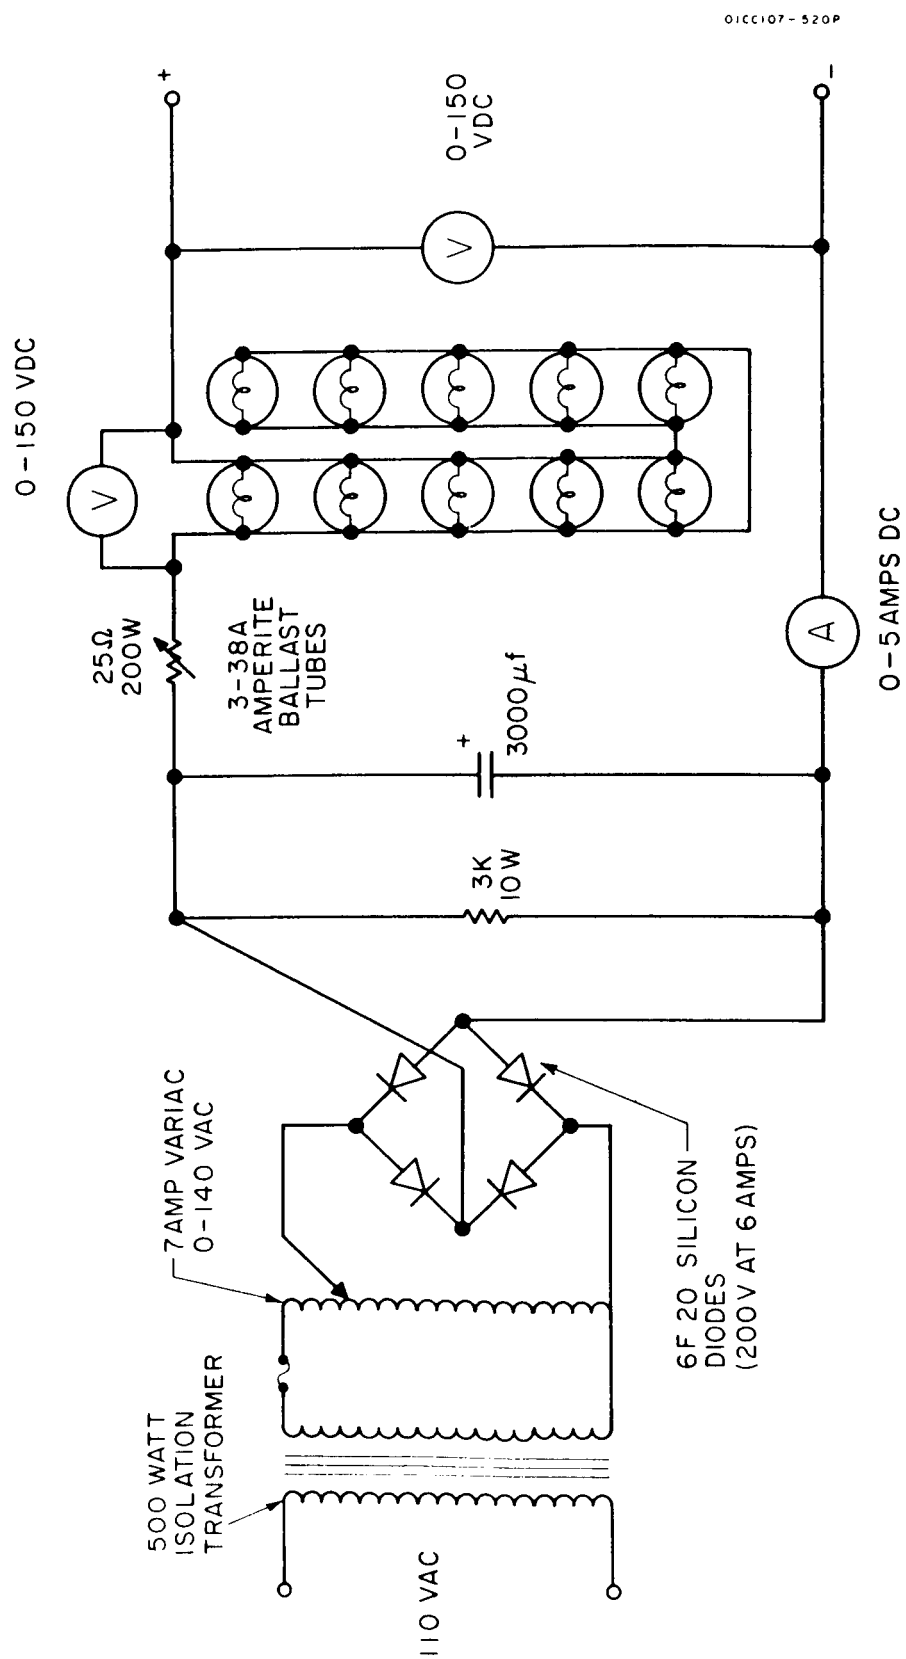 01CC107-520P
110 VAC
500 WATT
ISOLATION
TRANSFORMER
7 AMP VARIAC
0-140 VAC
6F 20 SILICON
DIODES
(200V AT 6 AMPS)
3K
10W
+
3000µf
25Ω
200W
3-38A
AMPERITE
BALLAST
TUBES
0-150 VDC
V
A
0-5 AMPS DC
V
0-150
VDC
+
-